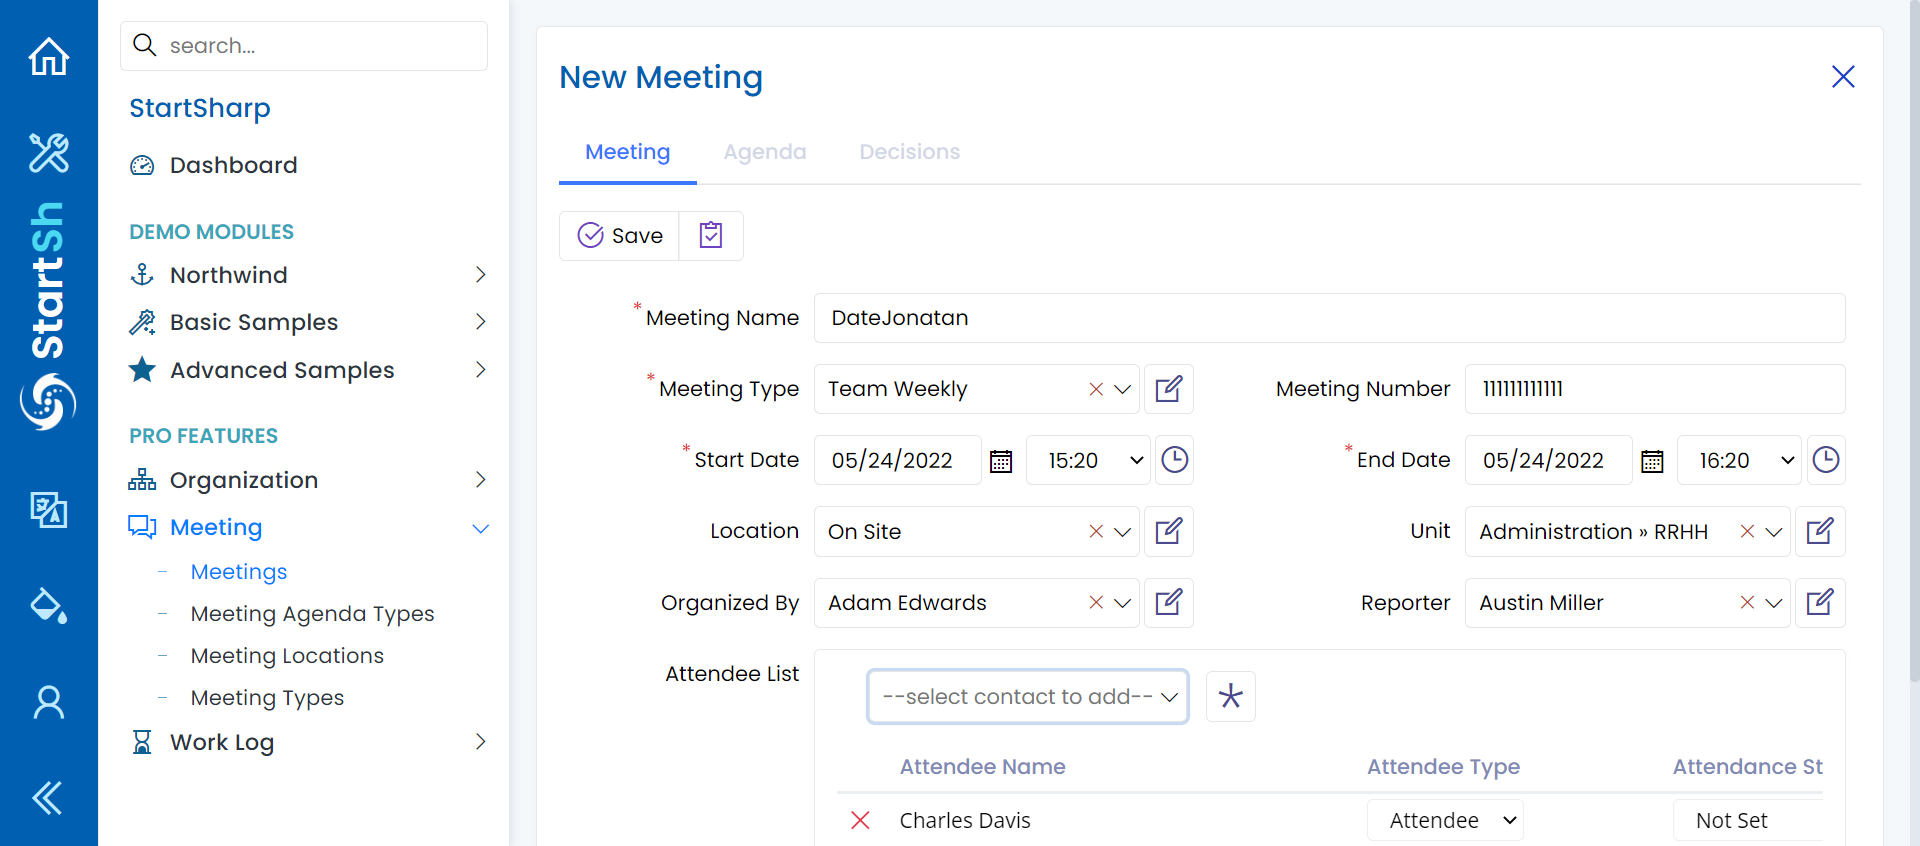 search...
StartSharp
Dashboard
DEMO MODULES
Northwind
Basic Samples
Advanced Samples
PRO FEATURES
Organization
Meeting
Meetings
Meeting Agenda Types
Meeting Locations
Meeting Types
Work Log
StartSh
New Meeting
Meeting Agenda Decisions
Save
* Meeting Name DateJonatan
* Meeting Type Team Weekly Meeting Number 111111111111
* Start Date 05/24/2022 15:20 * End Date 05/24/2022 16:20
Location On Site Unit Administration » RRHH
Organized By Adam Edwards Reporter Austin Miller
Attendee List --select contact to add--
Attendee Name Attendee Type Attendance St
Charles Davis Attendee Not Set